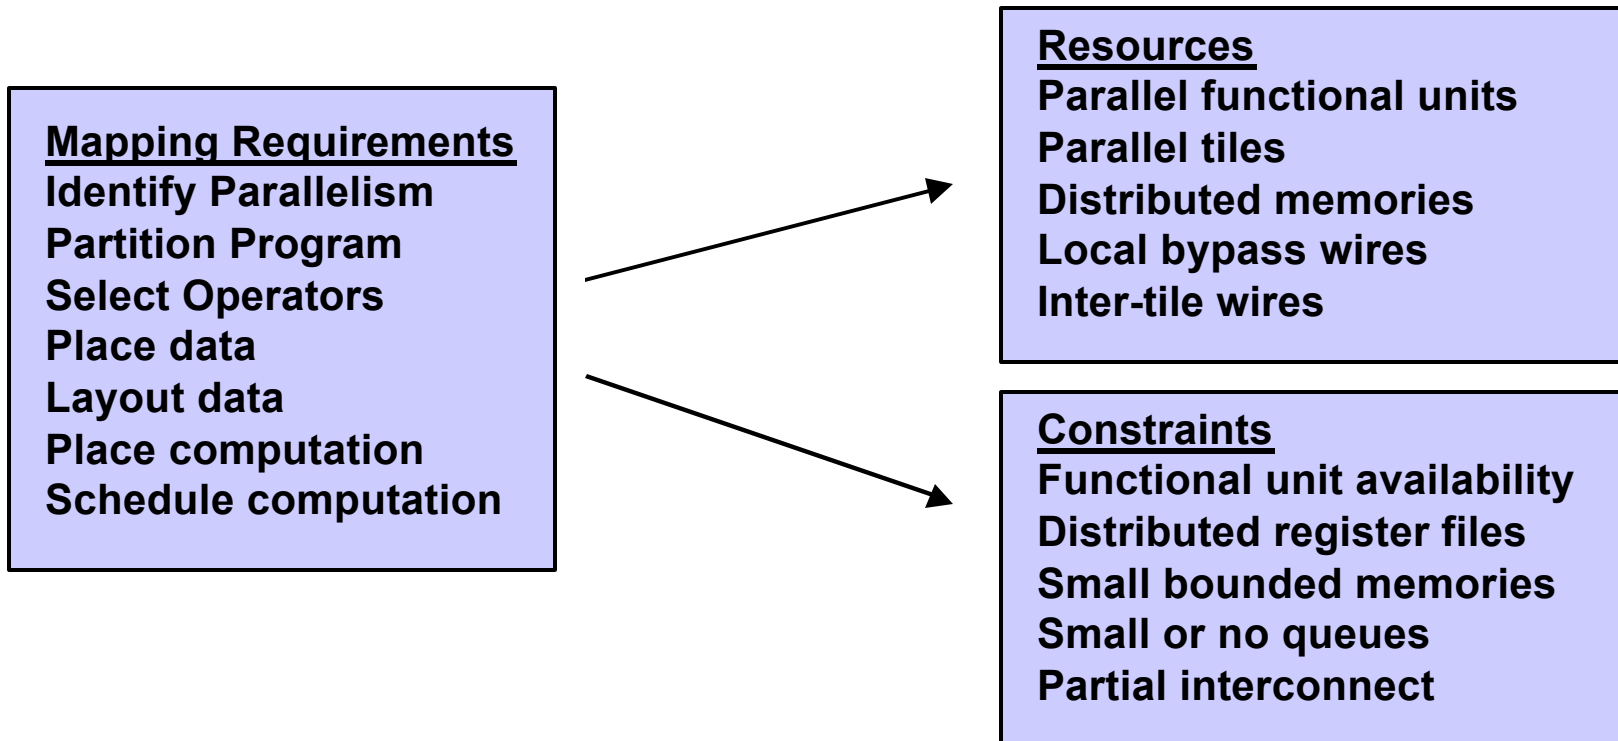 Mapping Requirements
Identify Parallelism
Partition Program
Select Operators
Place data
Layout data
Place computation
Schedule computation
Resources
Parallel functional units
Parallel tiles
Distributed memories
Local bypass wires
Inter-tile wires
Constraints
Functional unit availability
Distributed register files
Small bounded memories
Small or no queues
Partial interconnect